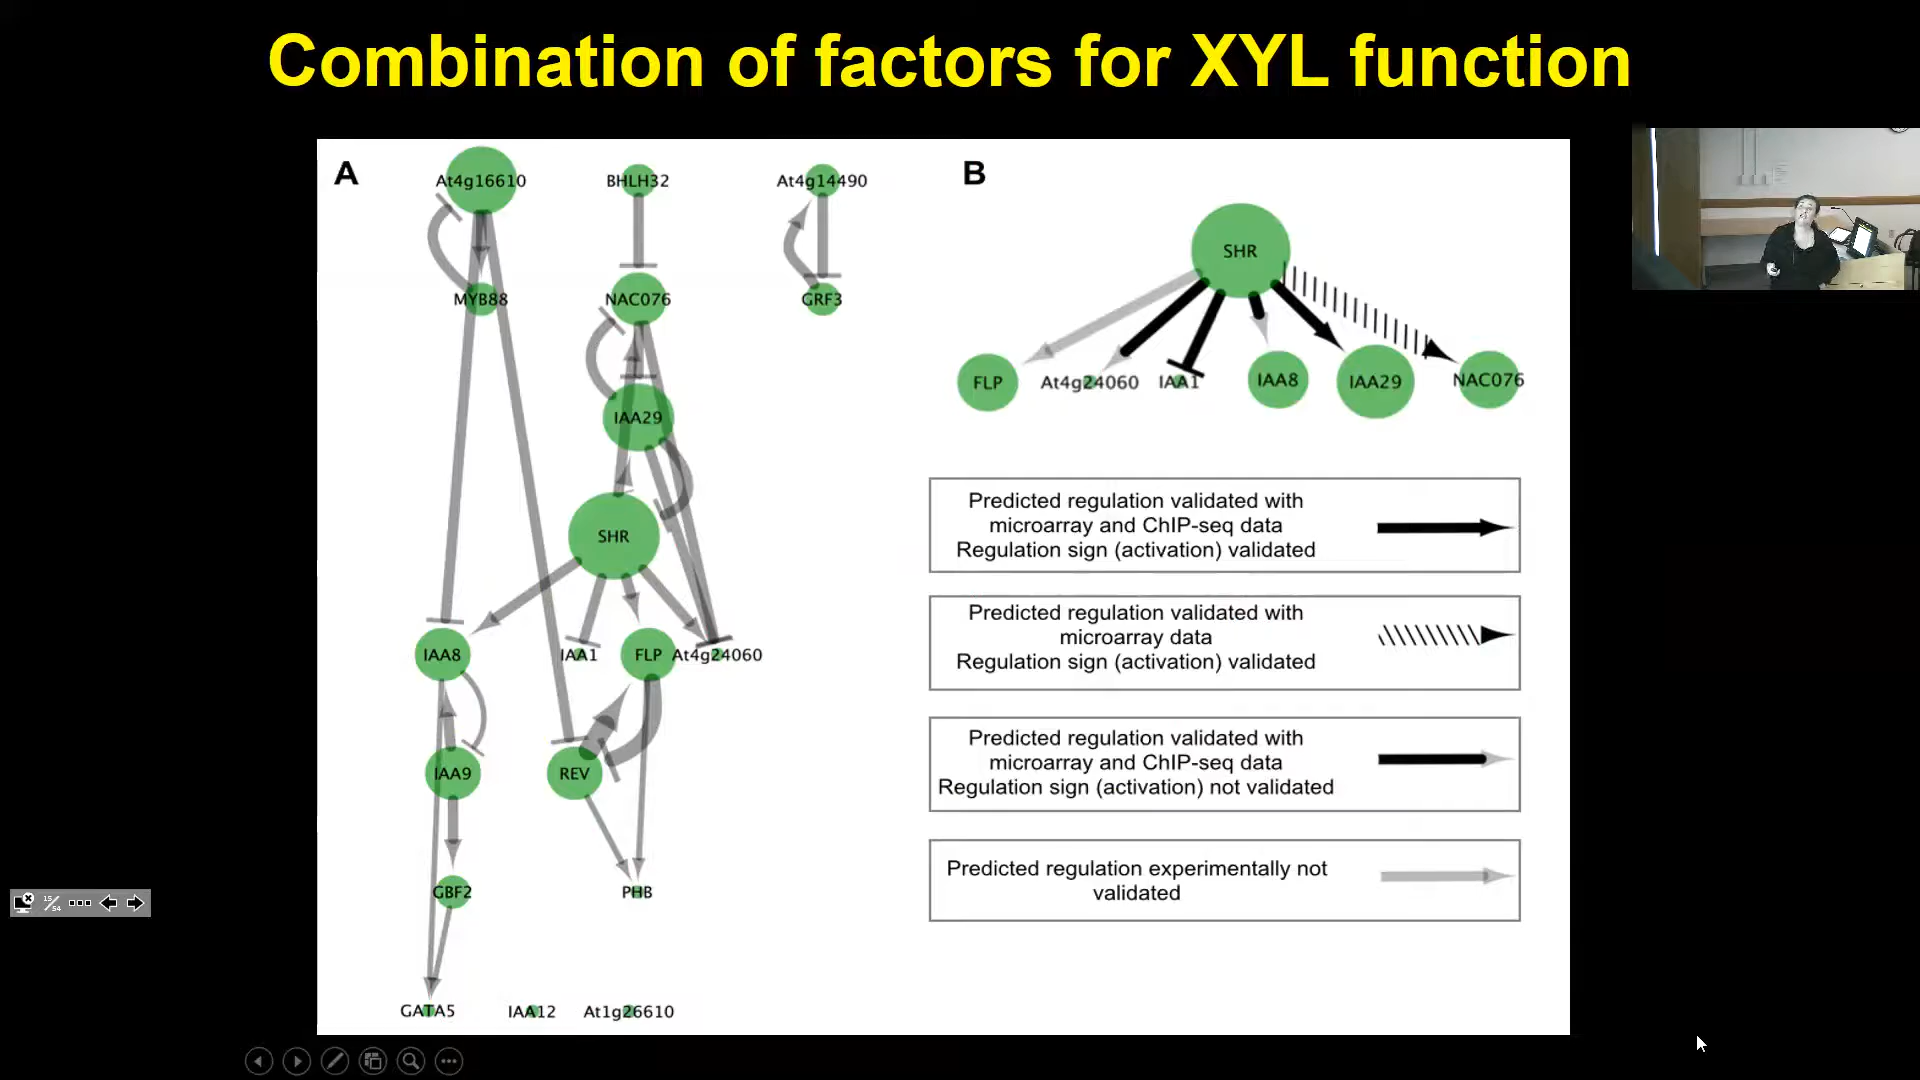 Combination of factors for XYL function
A
At4g16610
BHLH32
At4g14490
MYB88
NAC076
GRF3
IAA29
SHR
IAA8
IAA1
FLP
At4g24060
IAA9
REV
GBF2
PHB
GATA5
IAA12
At1g26610
B
SHR
FLP
At4g24060
IAA1
IAA8
IAA29
NAC076
Predicted regulation validated with
microarray and ChIP-seq data
Regulation sign (activation) validated
Predicted regulation validated with
microarray data
Regulation sign (activation) validated
Predicted regulation validated with
microarray and ChIP-seq data
Regulation sign (activation) not validated
Predicted regulation experimentally not
validated
15/54